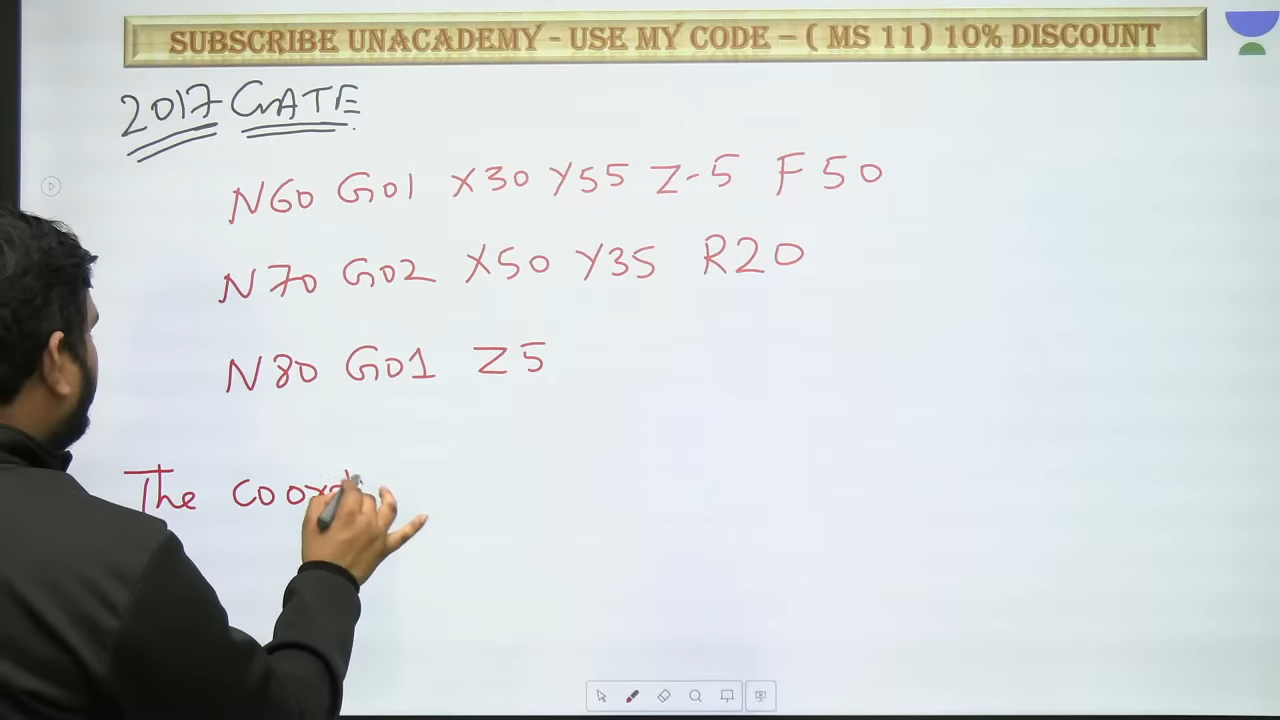 SUBSCRIBE UNACADEMY - USE MY CODE - ( MS 11) 10% DISCOUNT
2017 GATE
N60 G01 X30 Y55 Z-5 F50
N70 G02 X50 Y35 R20
N80 G01 Z5
The